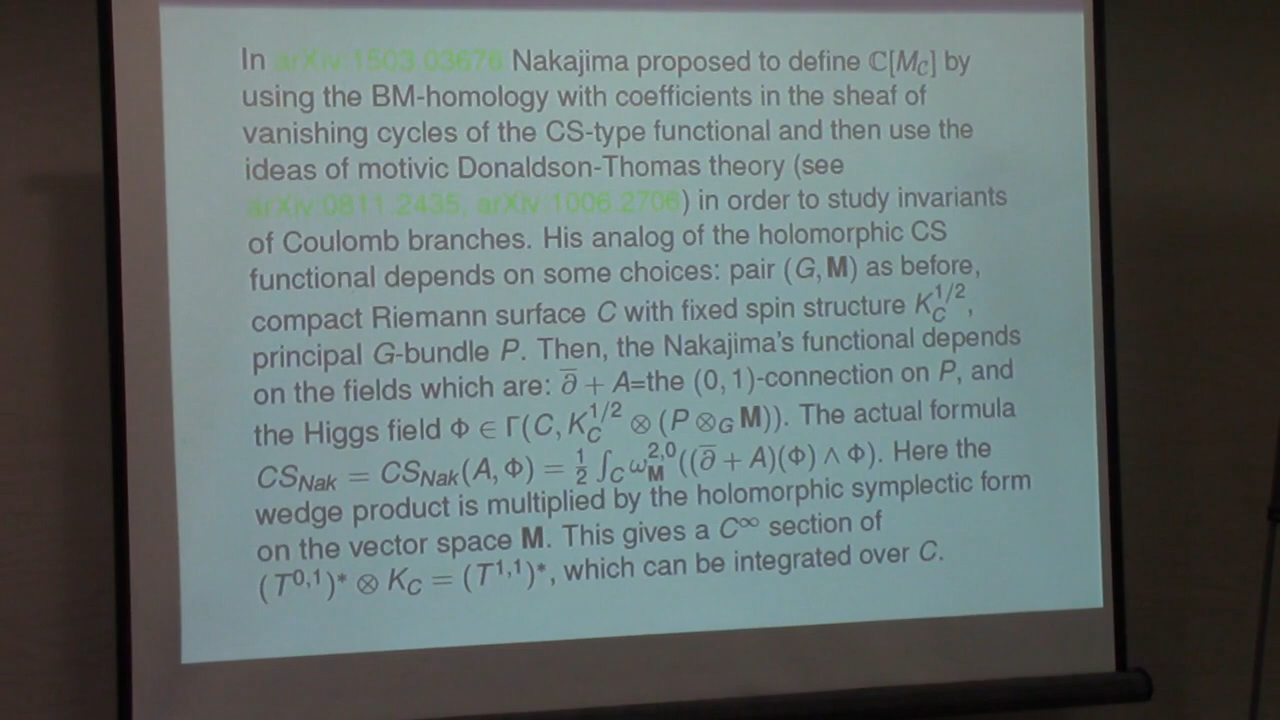 In arXiv:1503.03676 Nakajima proposed to define ℂ[M_C] by
using the BM-homology with coefficients in the sheaf of
vanishing cycles of the CS-type functional and then use the
ideas of motivic Donaldson-Thomas theory (see
arXiv:0811.2435, arXiv:1006.2706) in order to study invariants
of Coulomb branches. His analog of the holomorphic CS
functional depends on some choices: pair (G, M) as before,
compact Riemann surface C with fixed spin structure K_C^{1/2},
principal G-bundle P. Then, the Nakajima's functional depends
on the fields which are: ∂̅ + A=the (0, 1)-connection on P, and
the Higgs field Φ ∈ Γ(C, K_C^{1/2} ⊗ (P ⊗_G M)). The actual formula
CS_{Nak} = CS_{Nak}(A, Φ) = ½ ∫_C ω_M^{2,0}((∂̅ + A)(Φ) ∧ Φ). Here the
wedge product is multiplied by the holomorphic symplectic form
on the vector space M. This gives a C^∞ section of
(T^{0,1})* ⊗ K_C = (T^{1,1})*, which can be integrated over C.